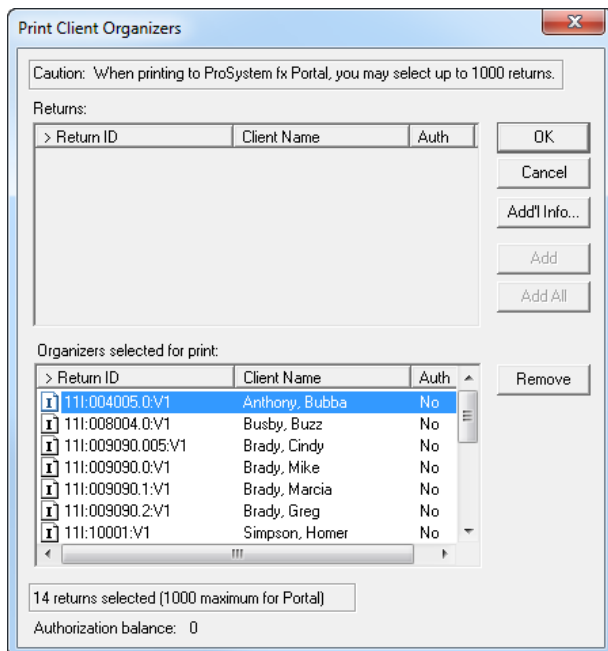 Print Client Organizers
Caution: When printing to ProSystem fx Portal, you may select up to 1000 returns.
Returns:
> Return ID Client Name Auth
OK
Cancel
Add'l Info...
Add
Add All
Organizers selected for print:
> Return ID Client Name Auth
Remove
11I:004005.0:V1 Anthony, Bubba No
11I:008004.0:V1 Busby, Buzz No
11I:009090.005:V1 Brady, Cindy No
11I:009090.0:V1 Brady, Mike No
11I:009090.1:V1 Brady, Marcia No
11I:009090.2:V1 Brady, Greg No
11I:10001:V1 Simpson, Homer No
14 returns selected (1000 maximum for Portal)
Authorization balance: 0